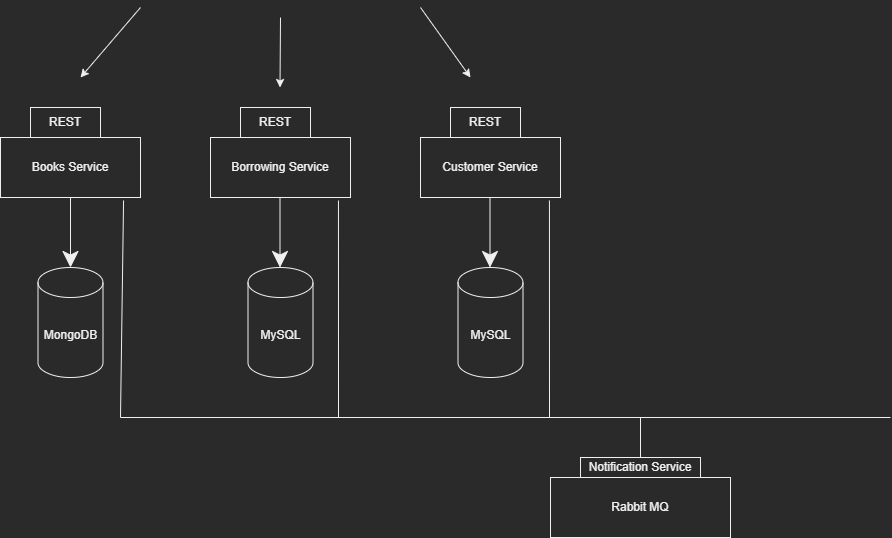 REST
REST
REST
Books Service
Borrowing Service
Customer Service
MongoDB
MySQL
MySQL
Notification Service
Rabbit MQ